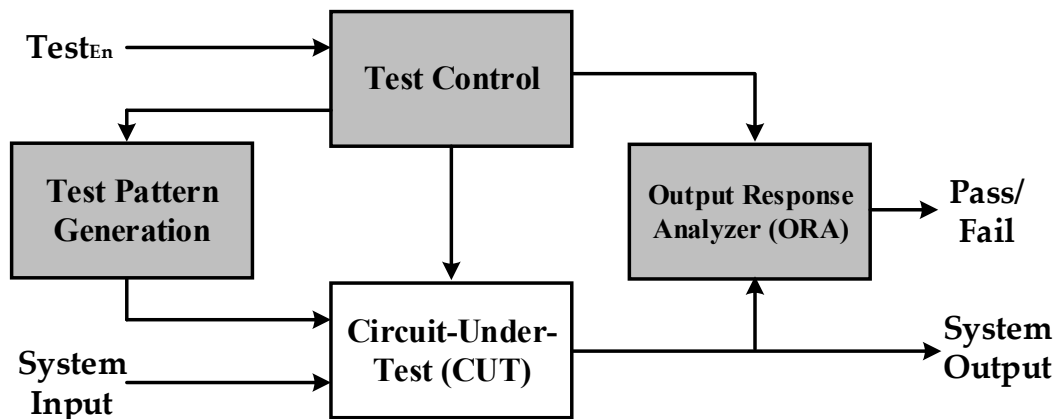 TestEn
Test Control
Test Pattern
Generation
Output Response
Analyzer (ORA)
Pass/
Fail
Circuit-Under-
Test (CUT)
System
Input
System
Output